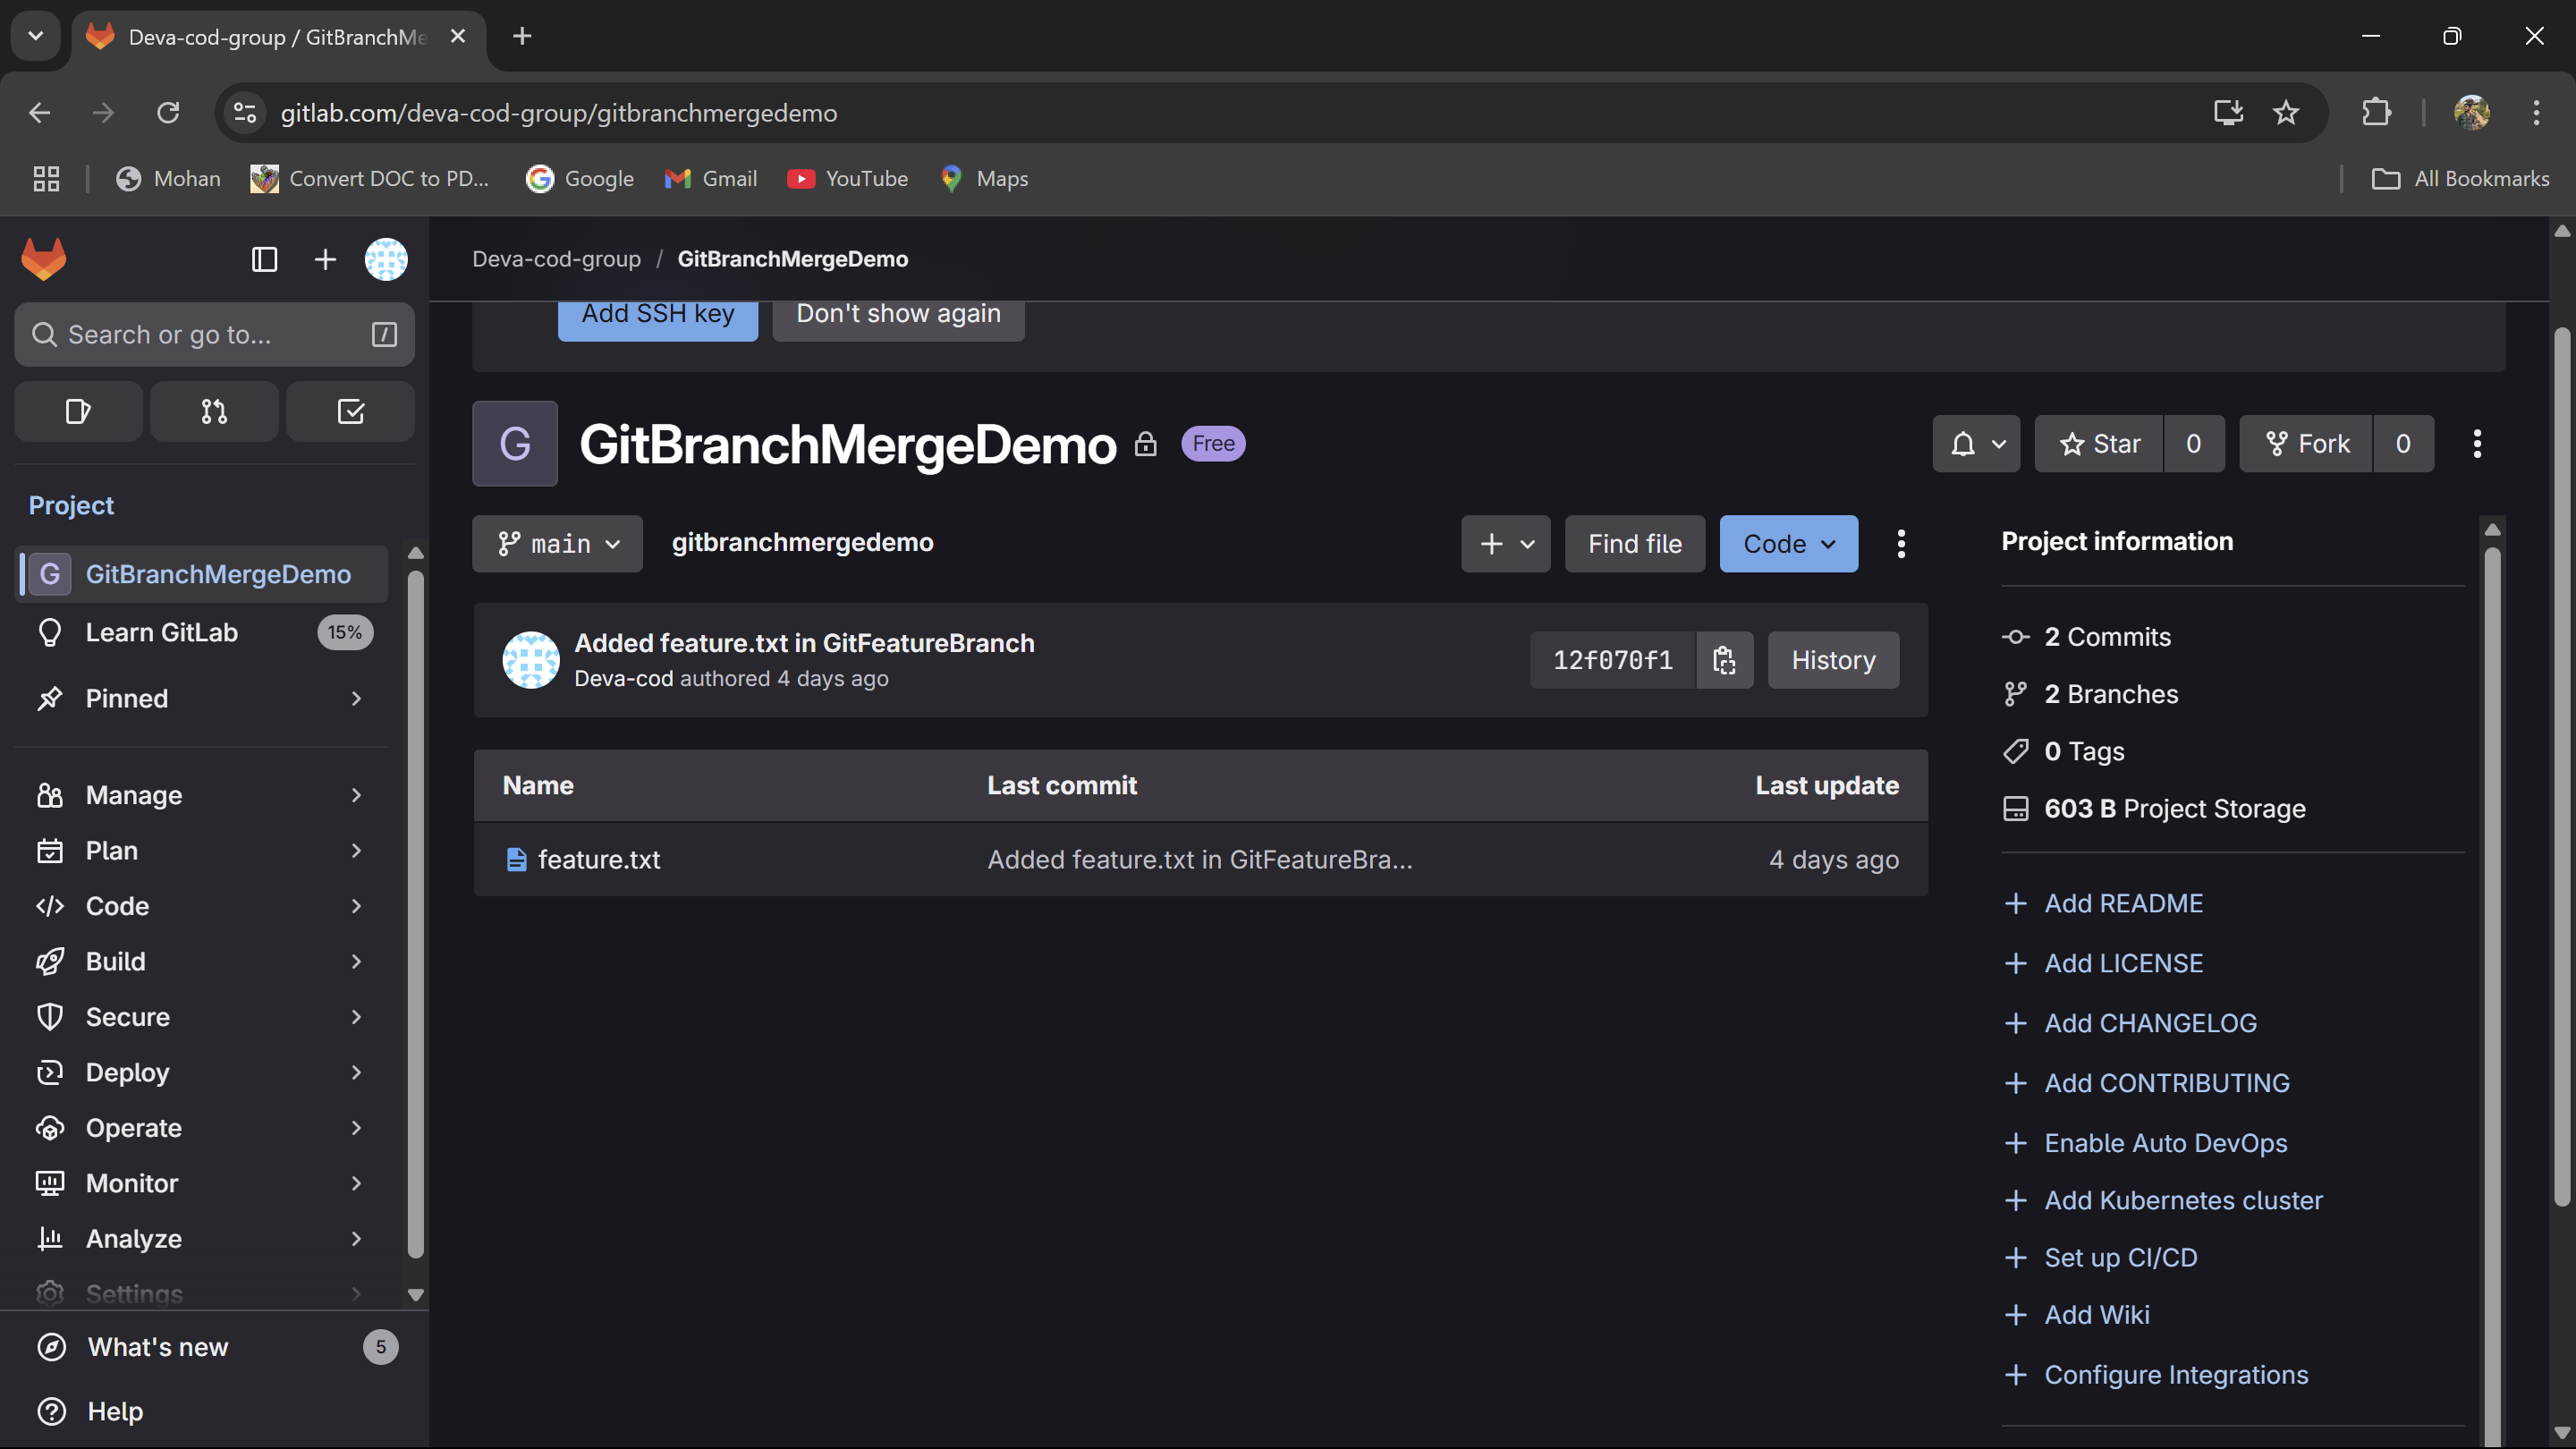 Deva-cod-group / GitBranchMe
gitlab.com/deva-cod-group/gitbranchmergedemo
Mohan
Convert DOC to PD...
Google
Gmail
YouTube
Maps
All Bookmarks
Deva-cod-group / GitBranchMergeDemo
Search or go to...
/
Add SSH key
Don't show again
G
GitBranchMergeDemo
Free
Star
0
Fork
0
Project
G
GitBranchMergeDemo
Learn GitLab
15%
Pinned
Manage
Plan
Code
Build
Secure
Deploy
Operate
Monitor
Analyze
Settings
What's new
5
Help
main
gitbranchmergedemo
Find file
Code
Added feature.txt in GitFeatureBranch
Deva-cod authored 4 days ago
12f070f1
History
Name
Last commit
Last update
feature.txt
Added feature.txt in GitFeatureBra...
4 days ago
Project information
2 Commits
2 Branches
0 Tags
603 B Project Storage
Add README
Add LICENSE
Add CHANGELOG
Add CONTRIBUTING
Enable Auto DevOps
Add Kubernetes cluster
Set up CI/CD
Add Wiki
Configure Integrations